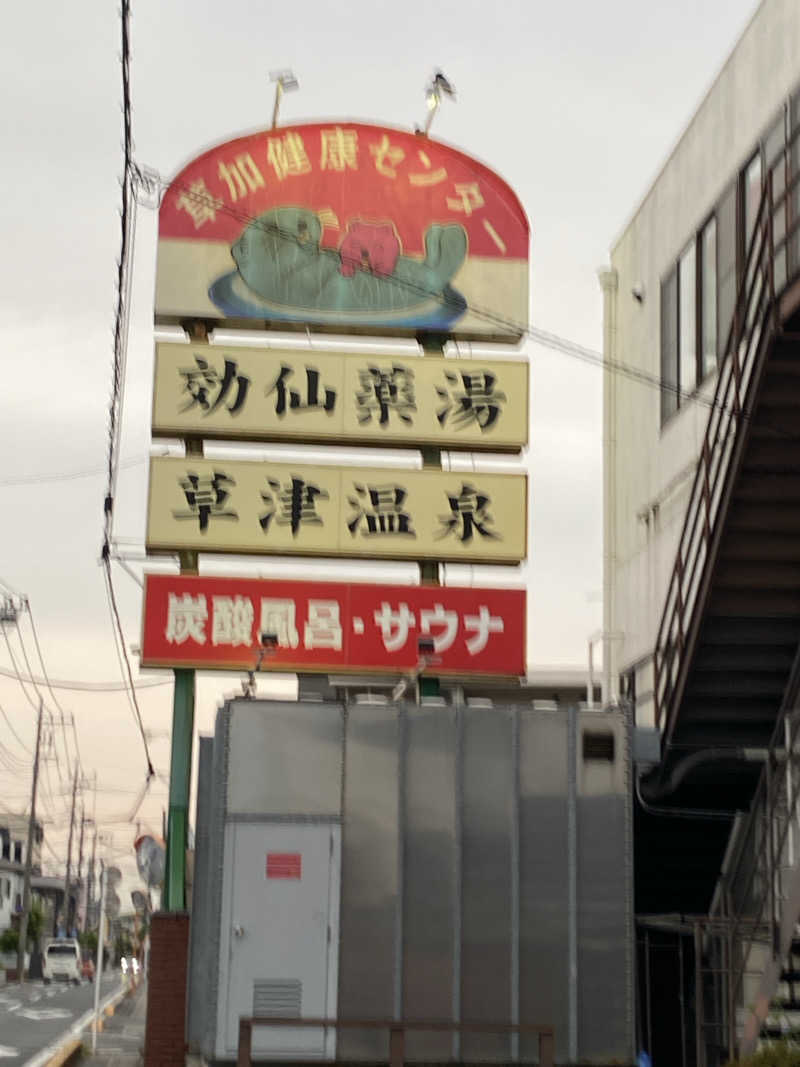 草加健康センター
効仙薬湯
草津温泉
炭酸風呂・サウナ